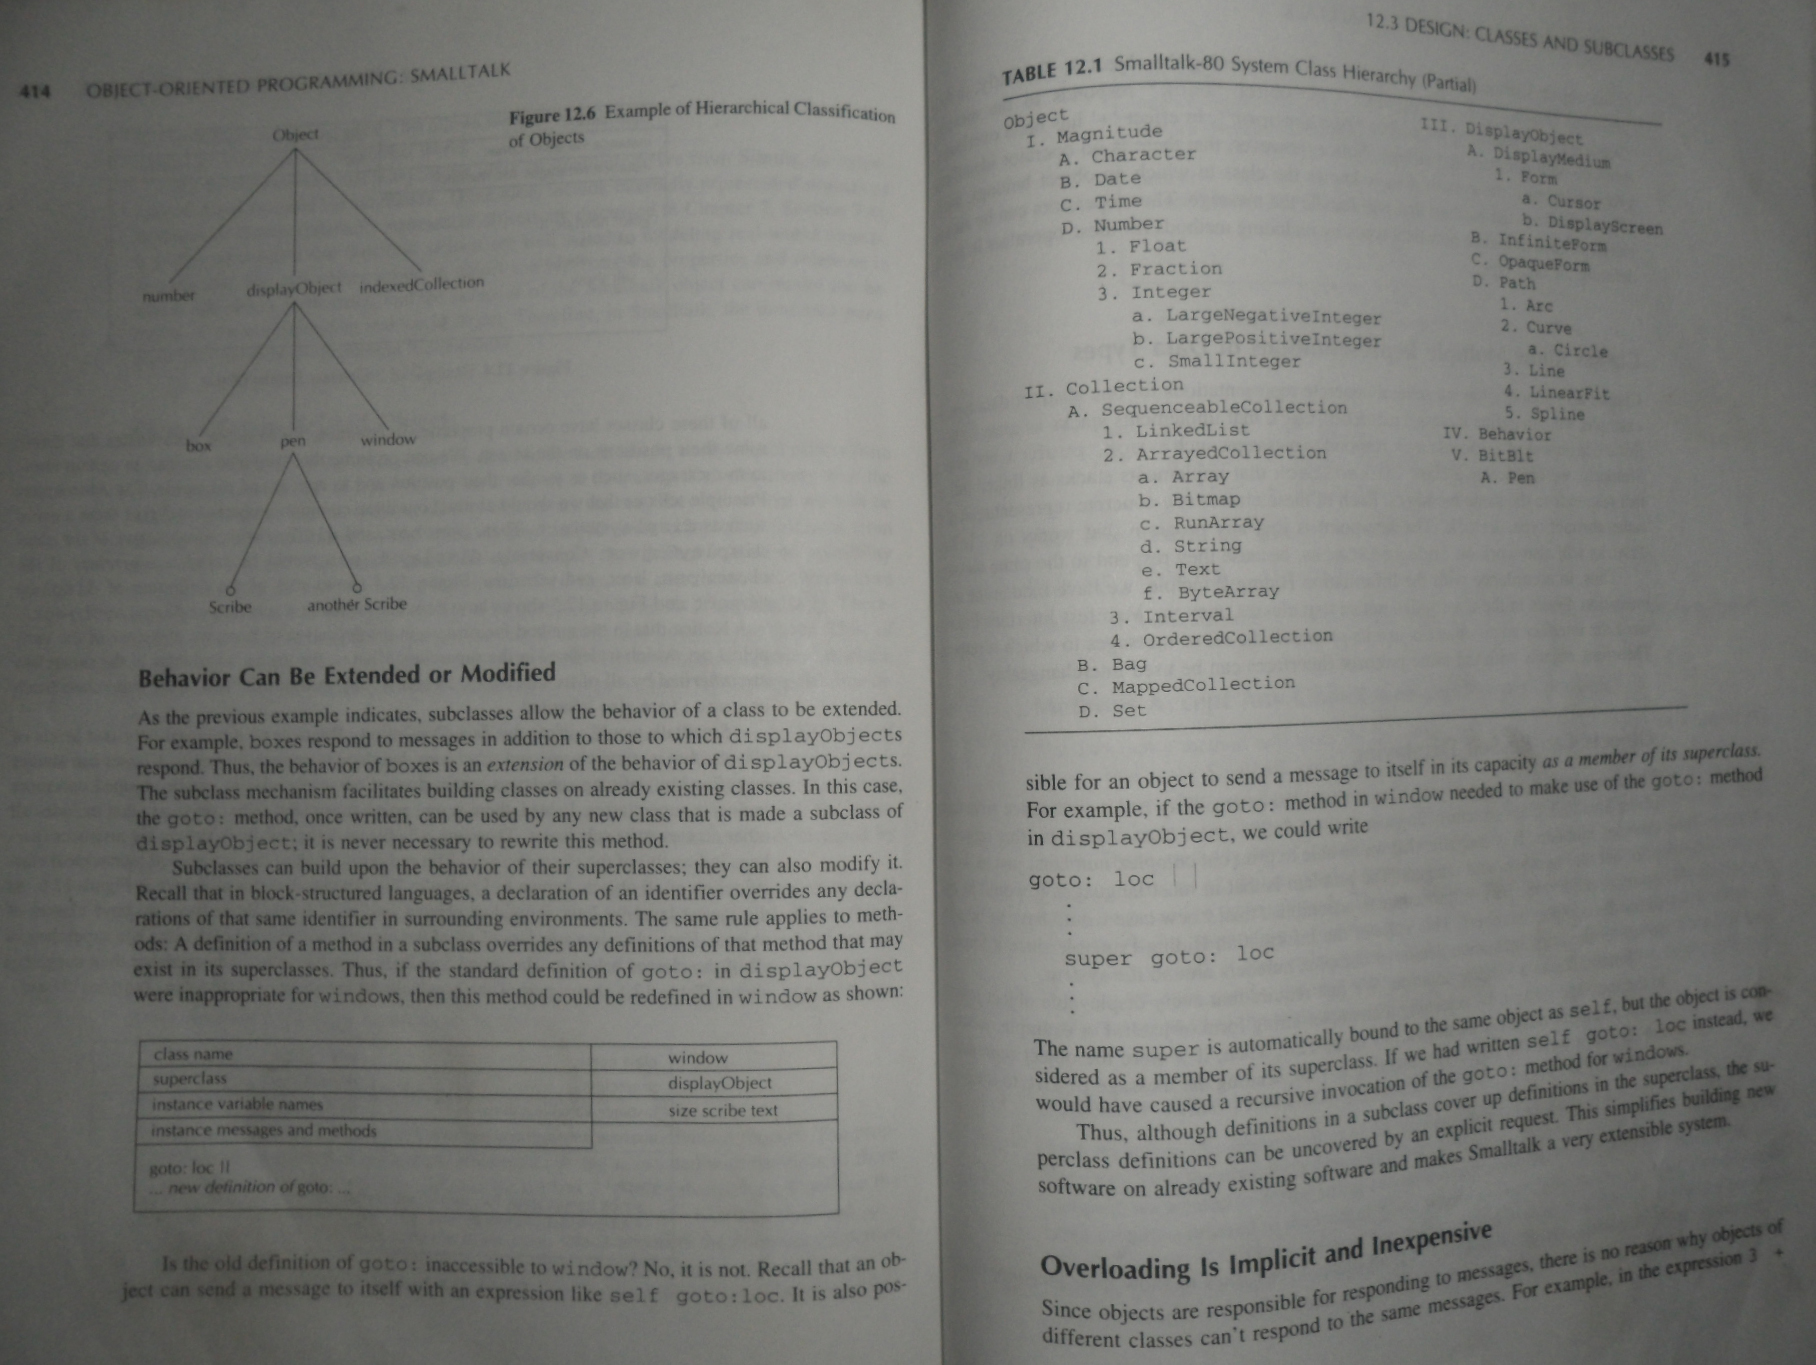 414 OBJECT-ORIENTED PROGRAMMING: SMALLTALK
Figure 12.6 Example of Hierarchical Classification
of Objects
Object
number displayObject indexedCollection
box pen window
Scribe another Scribe
Behavior Can Be Extended or Modified
As the previous example indicates, subclasses allow the behavior of a class to be extended.
For example, boxes respond to messages in addition to those to which displayObjects
respond. Thus, the behavior of boxes is an extension of the behavior of displayObjects.
The subclass mechanism facilitates building classes on already existing classes. In this case,
the goto: method, once written, can be used by any new class that is made a subclass of
displayObject; it is never necessary to rewrite this method.
Subclasses can build upon the behavior of their superclasses; they can also modify it.
Recall that in block-structured languages, a declaration of an identifier overrides any decla-
rations of that same identifier in surrounding environments. The same rule applies to meth-
ods: A definition of a method in a subclass overrides any definitions of that method that may
exist in its superclasses. Thus, if the standard definition of goto: in displayObject
were inappropriate for windows, then this method could be redefined in window as shown:
class name window
superclass displayObject
instance variable names size scribe text
instance messages and methods
goto: loc ||
... new definition of goto: ...
Is the old definition of goto: inaccessible to window? No, it is not. Recall that an ob-
ject can send a message to itself with an expression like self goto:loc. It is also pos-
12.3 DESIGN: CLASSES AND SUBCLASSES 415
TABLE 12.1 Smalltalk-80 System Class Hierarchy (Partial)
Object
I. Magnitude
A. Character
B. Date
C. Time
D. Number
1. Float
2. Fraction
3. Integer
a. LargeNegativeInteger
b. LargePositiveInteger
c. SmallInteger
II. Collection
A. SequenceableCollection
1. LinkedList
2. ArrayedCollection
a. Array
b. Bitmap
c. RunArray
d. String
e. Text
f. ByteArray
3. Interval
4. OrderedCollection
B. Bag
C. MappedCollection
D. Set
III. DisplayObject
A. DisplayMedium
1. Form
a. Cursor
b. DisplayScreen
B. InfiniteForm
C. OpaqueForm
D. Path
1. Arc
2. Curve
a. Circle
3. Line
4. LinearFit
5. Spline
IV. Behavior
V. BitBlt
A. Pen
sible for an object to send a message to itself in its capacity as a member of its superclass.
For example, if the goto: method in window needed to make use of the goto: method
in displayObject, we could write
goto: loc | |
.
.
.
super goto: loc
.
.
.
The name super is automatically bound to the same object as self, but the object is con-
sidered as a member of its superclass. If we had written self goto: loc instead, we
would have caused a recursive invocation of the goto: method for windows.
Thus, although definitions in a subclass cover up definitions in the superclass, the su-
perclass definitions can be uncovered by an explicit request. This simplifies building new
software on already existing software and makes Smalltalk a very extensible system.
Overloading Is Implicit and Inexpensive
Since objects are responsible for responding to messages, there is no reason why objects of
different classes can't respond to the same messages. For example, in the expression 3 +